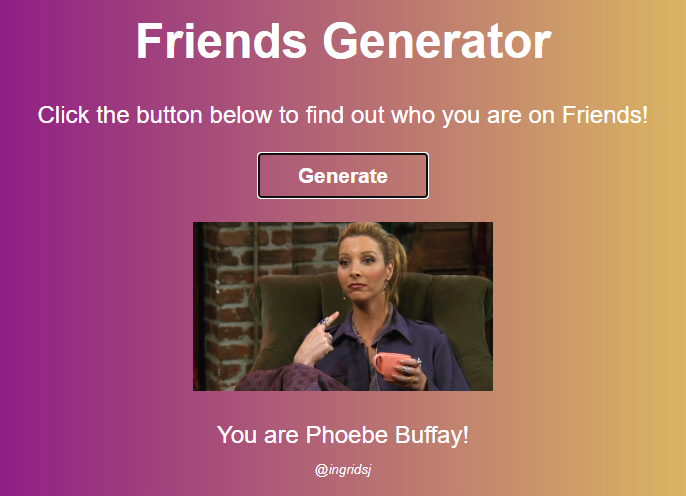 Friends Generator
Click the button below to find out who you are on Friends!
Generate
You are Phoebe Buffay!
@ingridsj